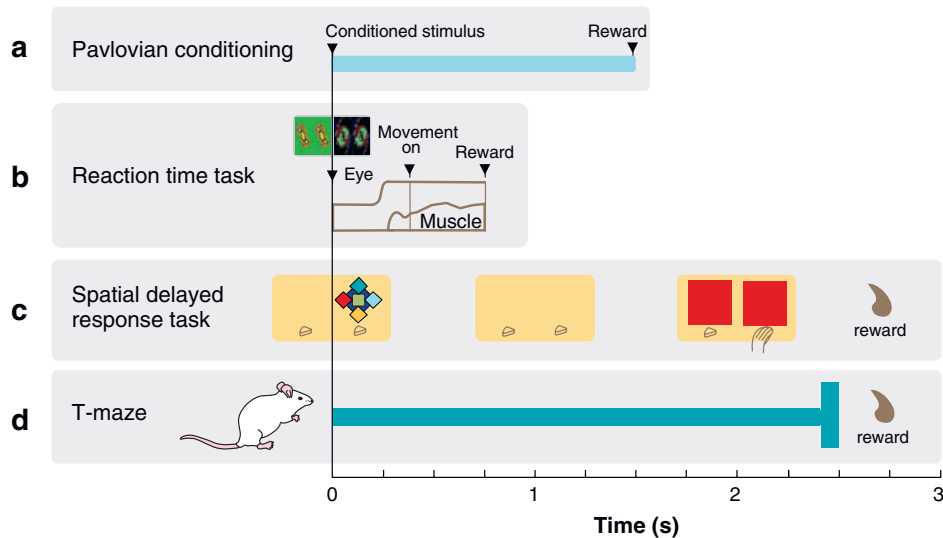 a
Pavlovian conditioning
Conditioned stimulus
Reward
b
Reaction time task
Movement
on
Reward
Eye
Muscle
c
Spatial delayed
response task
reward
d
T-maze
reward
0
1
2
3
Time (s)